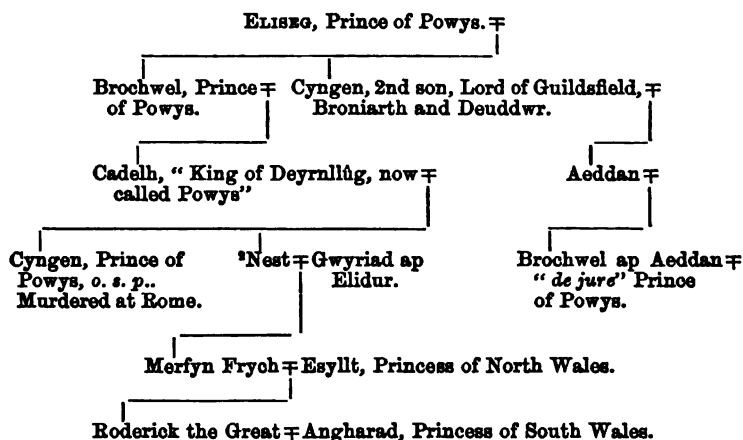 ELISEG, Prince of Powys. ╤
Brochwel, Prince ╤ Cyngen, 2nd son, Lord of Guildsfield, ╤
of Powys. Broniarth and Deuddwr.
Cadelh, “ King of Deyrnllûg, now ╤ Aeddan ╤
called Powys”
Cyngen, Prince of ²Nest ╤ Gwyriad ap Brochwel ap Aeddan ╤
Powys, o. s. p.. Elidur. “ de jure” Prince
Murdered at Rome. of Powys.
Merfyn Frych ╤ Esyllt, Princess of North Wales.
Roderick the Great ╤ Angharad, Princess of South Wales.